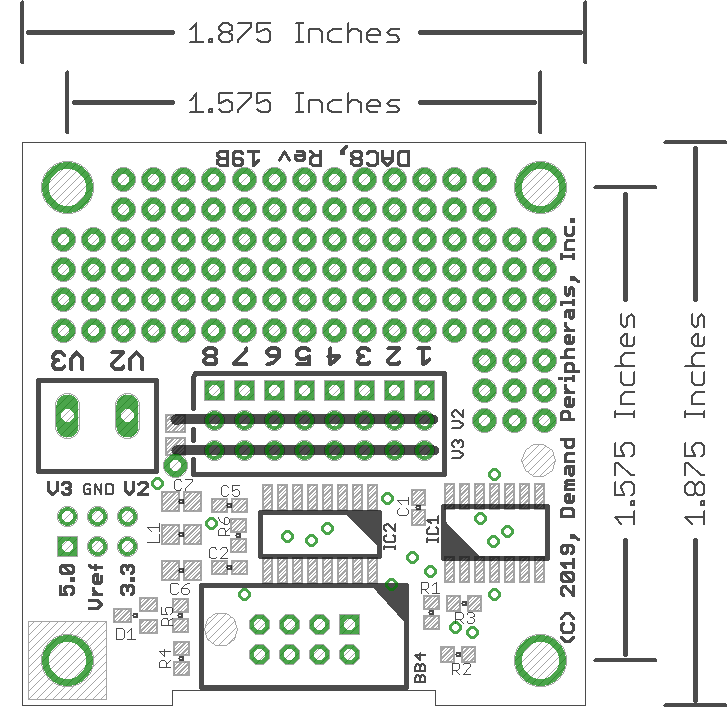 1.875 Inches
1.575 Inches
DAC8, Rev 19B
V3 V2
8 7 6 5 4 3 2 1
V2
V3
V3 GND V2
C7
C5
C1
L1
R6
IC2
IC1
C2
5.0 Vref 3.3
C6
R1
D1
R5
R3
R4
BB4
R2
(C) 2019, Demand Peripherals, Inc.
1.575 Inches
1.875 Inches